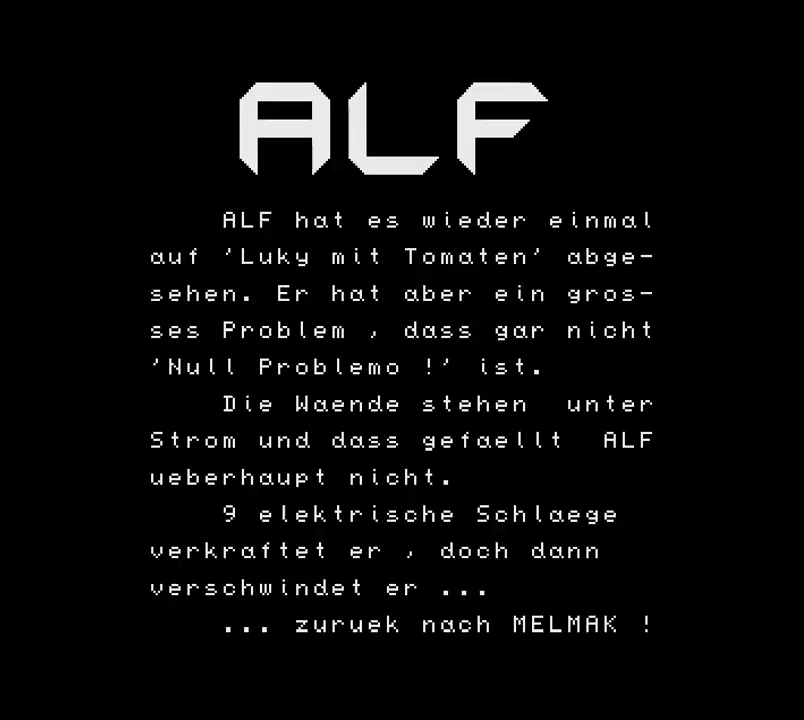 ALF
ALF hat es wieder einmal
auf 'Luky mit Tomaten' abge-
sehen. Er hat aber ein gros-
ses Problem , dass gar nicht
'Null Problemo !' ist.
Die Waende stehen  unter
Strom und dass gefaellt  ALF
ueberhaupt nicht.
9 elektrische Schlaege
verkraftet er , doch dann
verschwindet er ...
... zuruek nach MELMAK !